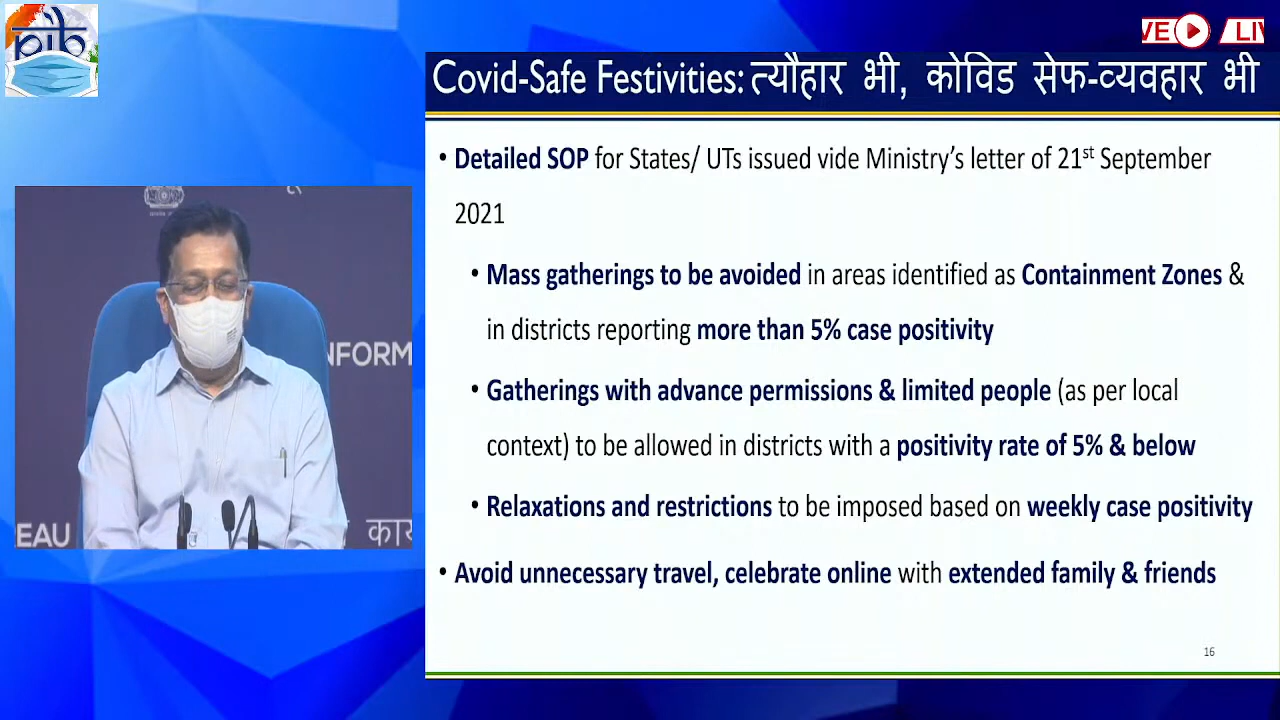 pib
VE LI
Covid-Safe Festivities: त्यौहार भी, कोविड सेफ-व्यवहार भी
• Detailed SOP for States/ UTs issued vide Ministry's letter of 21st September
2021
• Mass gatherings to be avoided in areas identified as Containment Zones &
in districts reporting more than 5% case positivity
• Gatherings with advance permissions & limited people (as per local
context) to be allowed in districts with a positivity rate of 5% & below
• Relaxations and restrictions to be imposed based on weekly case positivity
• Avoid unnecessary travel, celebrate online with extended family & friends
16
NFORM
EAU
कार